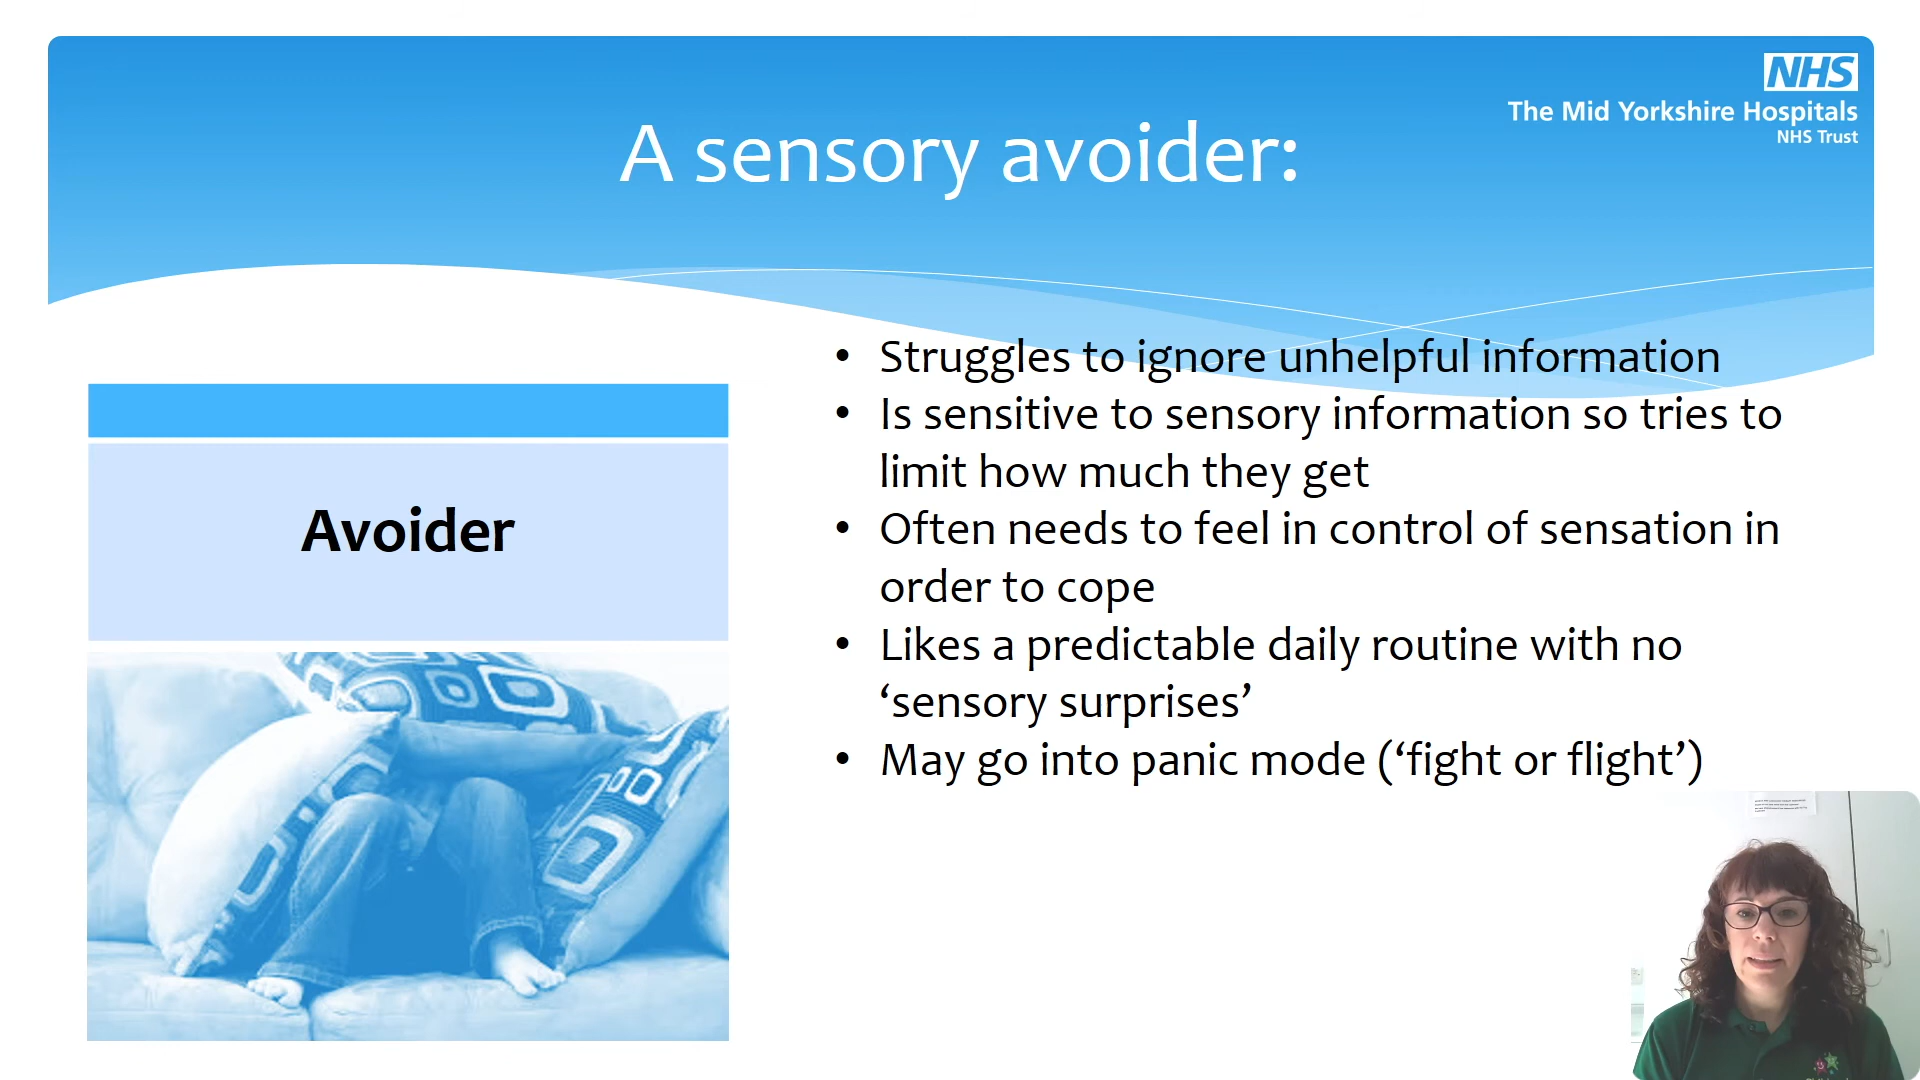 NHS
The Mid Yorkshire Hospitals
NHS Trust
A sensory avoider:
Avoider
• Struggles to ignore unhelpful information
• Is sensitive to sensory information so tries to
limit how much they get
• Often needs to feel in control of sensation in
order to cope
• Likes a predictable daily routine with no
‘sensory surprises’
• May go into panic mode (‘fight or flight’)